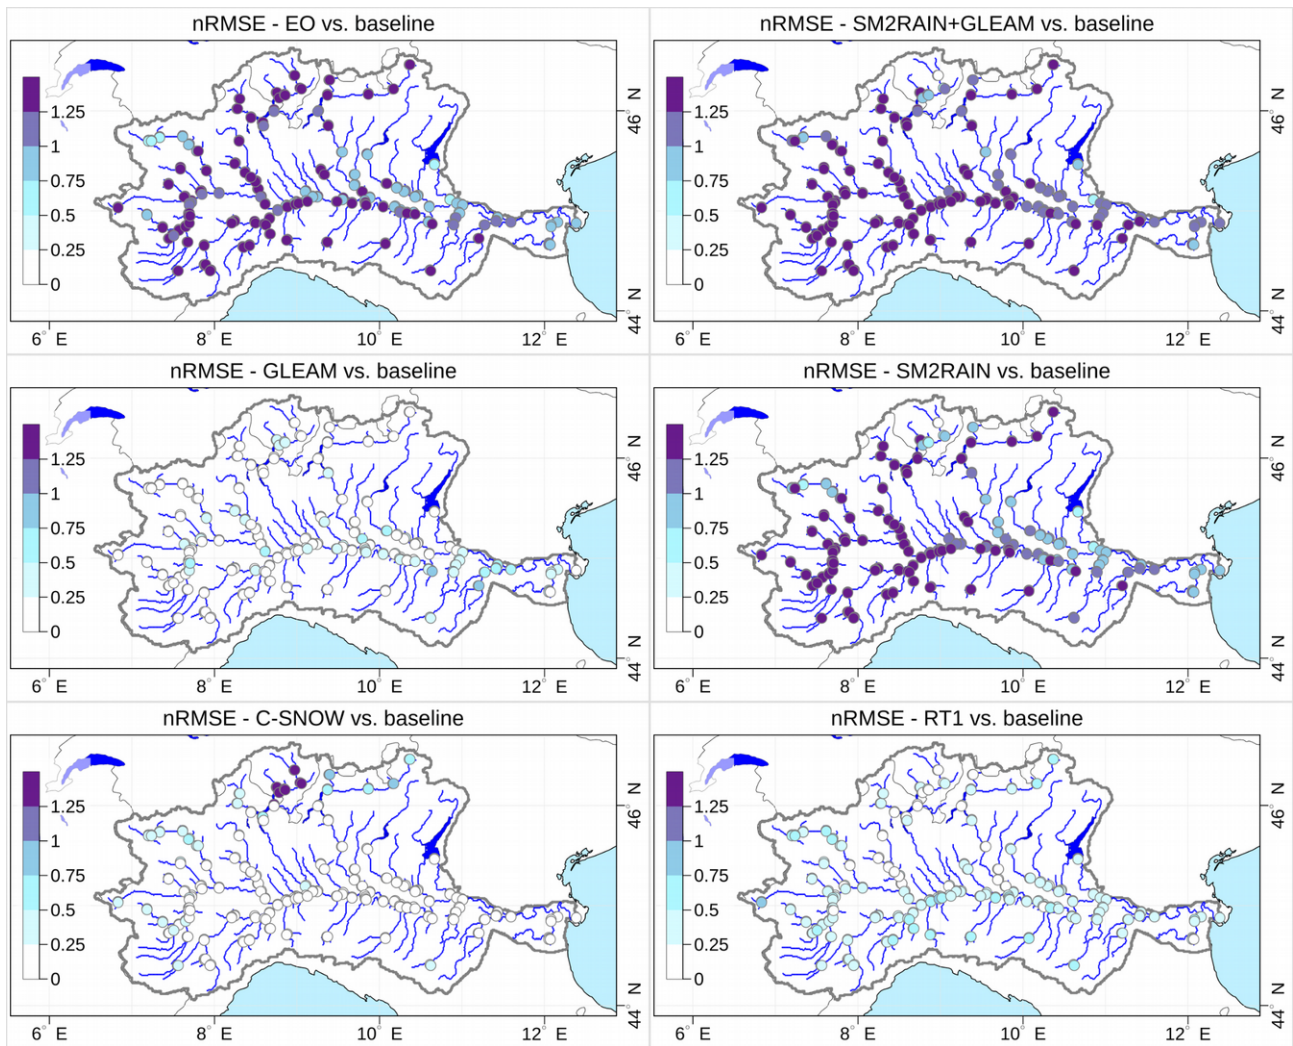 nRMSE - EO vs. baseline
1.25
1
0.75
0.5
0.25
0
46° N
44° N
6° E
8° E
10° E
12° E
nRMSE - SM2RAIN+GLEAM vs. baseline
1.25
1
0.75
0.5
0.25
0
46° N
44° N
6° E
8° E
10° E
12° E
nRMSE - GLEAM vs. baseline
1.25
1
0.75
0.5
0.25
0
46° N
44° N
6° E
8° E
10° E
12° E
nRMSE - SM2RAIN vs. baseline
1.25
1
0.75
0.5
0.25
0
46° N
44° N
6° E
8° E
10° E
12° E
nRMSE - C-SNOW vs. baseline
1.25
1
0.75
0.5
0.25
0
46° N
44° N
6° E
8° E
10° E
12° E
nRMSE - RT1 vs. baseline
1.25
1
0.75
0.5
0.25
0
46° N
44° N
6° E
8° E
10° E
12° E